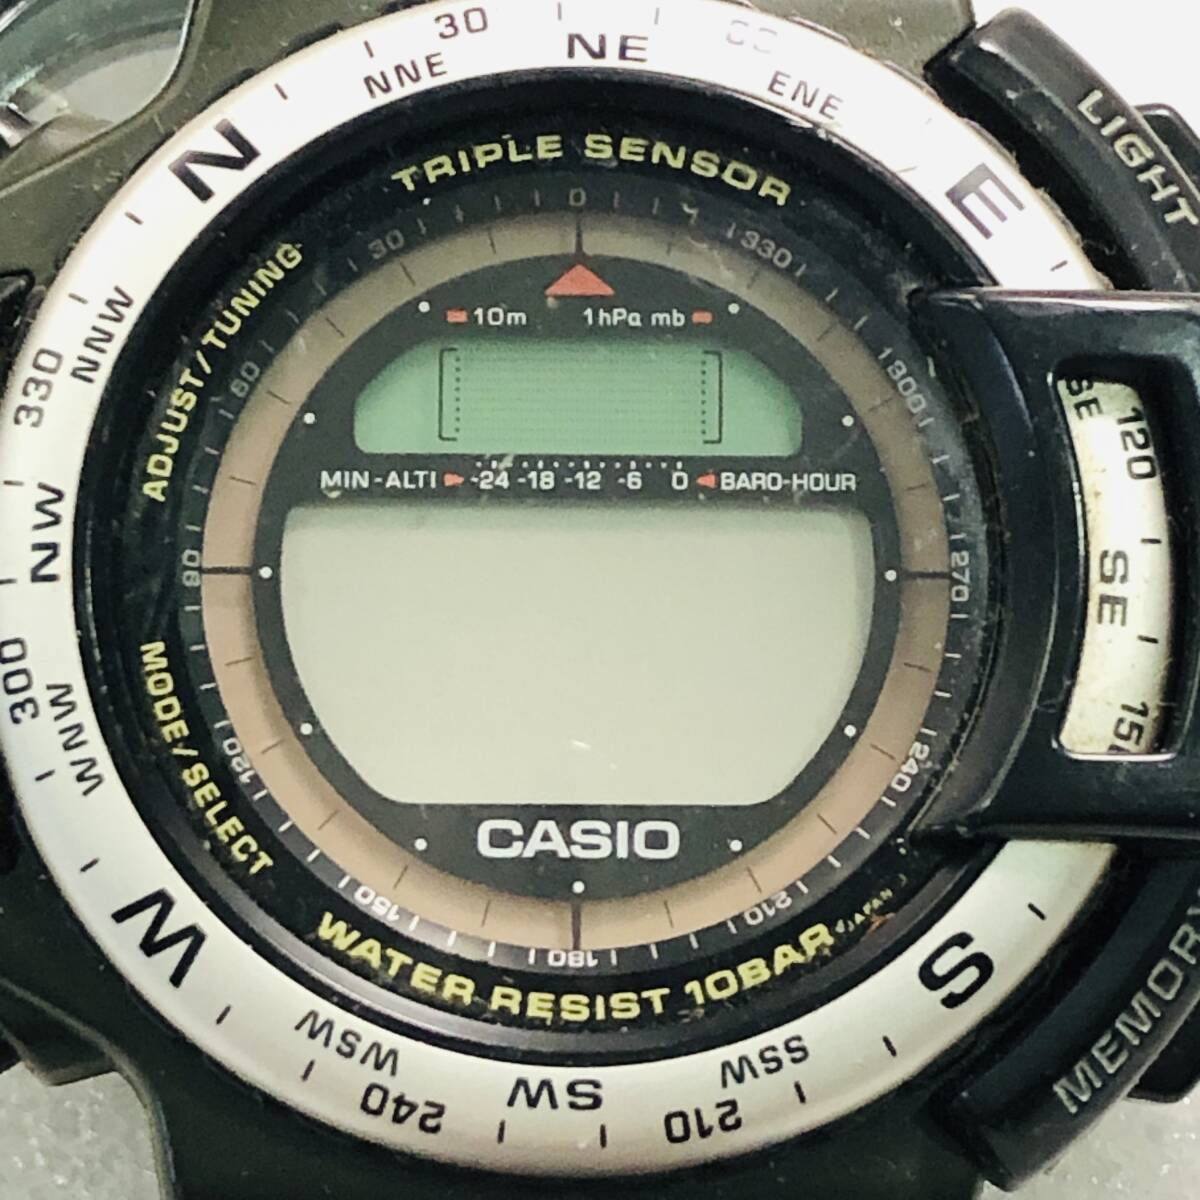 30
NNE
NE
ENE
N
E
LIGHT
TRIPLE SENSOR
0
30
330
ADJUST/TUNING
NNW
330
10m
1hPa mb
60
300
SE
120
MIN-ALTI
-24 -18 -12 -6 0
BARO-HOUR
NW
90
270
SE
300
WNW
MODE/SELECT
120
240
150
CASIO
W
150
210
180
WATER RESIST 10BAR
JAPAN
S
WSW
SSW
SW
240
210
MEMORY